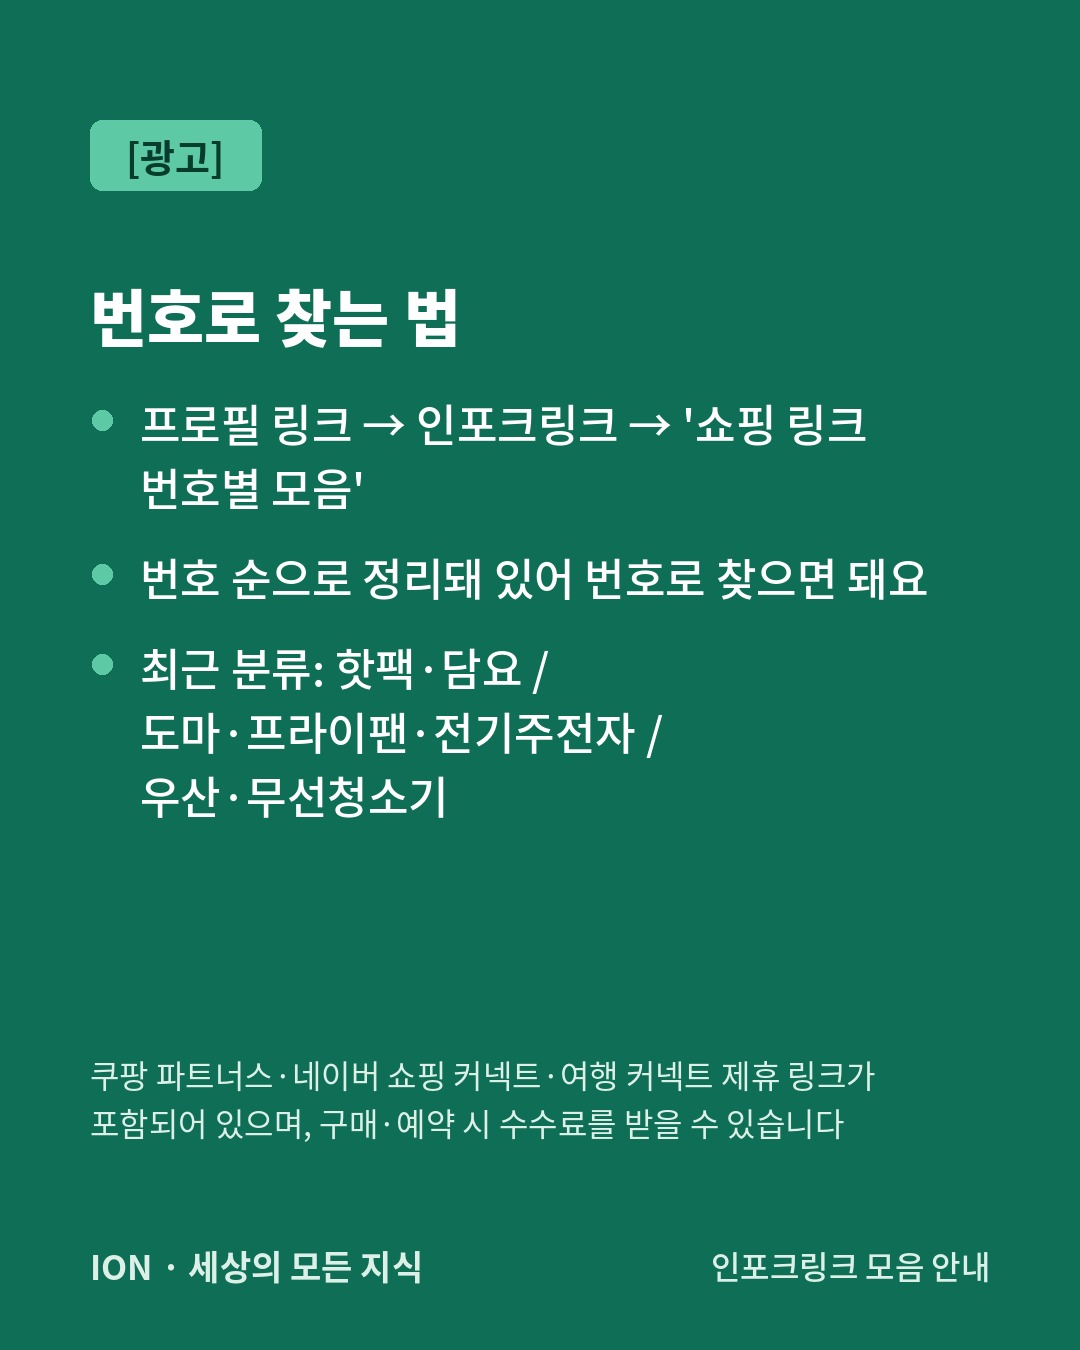 [광고]
번호로 찾는 법
프로필 링크 → 인포크링크 → '쇼핑 링크
번호별 모음'
번호 순으로 정리돼 있어 번호로 찾으면 돼요
최근 분류: 핫팩·담요 /
도마·프라이팬·전기주전자 /
우산·무선청소기
쿠팡 파트너스·네이버 쇼핑 커넥트·여행 커넥트 제휴 링크가
포함되어 있으며, 구매·예약 시 수수료를 받을 수 있습니다
ION · 세상의 모든 지식
인포크링크 모음 안내